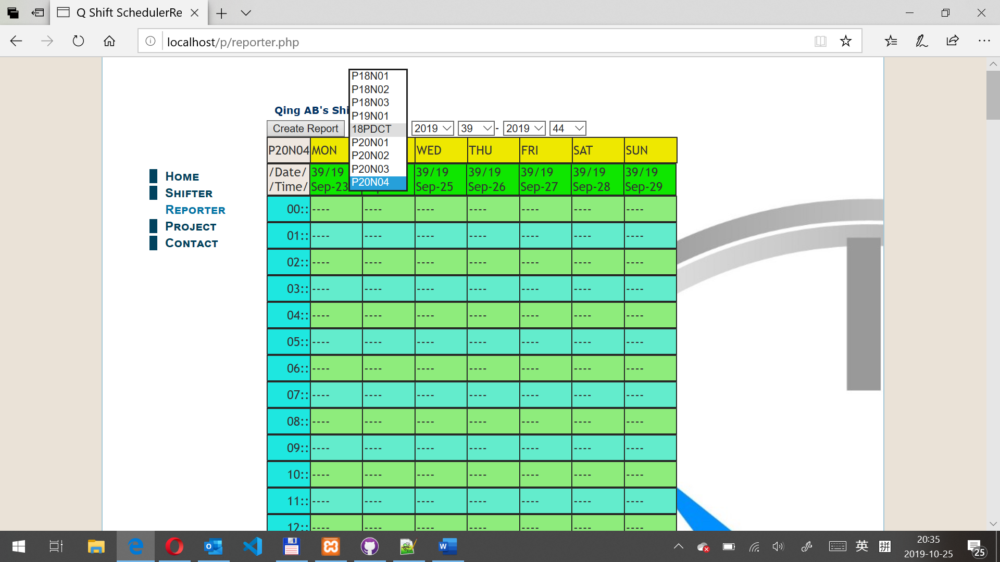 Q Shift SchedulerRe
localhost/p/reporter.php
P18N01
P18N02
P18N03
P19N01
18PDCT
P20N01
P20N02
P20N03
P20N04
Qing AB's Shi
Create Report 2019 39 - 2019 44
P20N04 MON WED THU FRI SAT SUN
/Date/ 39/19 39/19 39/19 39/19 39/19 39/19
/Time/ Sep-23 Sep-25 Sep-26 Sep-27 Sep-28 Sep-29
HOME
SHIFTER
REPORTER
PROJECT
CONTACT
00:: ---- ---- ---- ---- ---- ---- ----
01:: ---- ---- ---- ---- ---- ---- ----
02:: ---- ---- ---- ---- ---- ---- ----
03:: ---- ---- ---- ---- ---- ---- ----
04:: ---- ---- ---- ---- ---- ---- ----
05:: ---- ---- ---- ---- ---- ---- ----
06:: ---- ---- ---- ---- ---- ---- ----
07:: ---- ---- ---- ---- ---- ---- ----
08:: ---- ---- ---- ---- ---- ---- ----
09:: ---- ---- ---- ---- ---- ---- ----
10:: ---- ---- ---- ---- ---- ---- ----
11:: ---- ---- ---- ---- ---- ---- ----
12:: ---- ---- ---- ---- ---- ---- ----
英 拼
20:35
2019-10-25
25